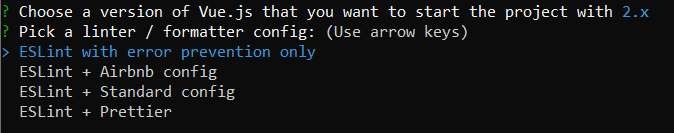 ? Choose a version of Vue.js that you want to start the project with 2.x
? Pick a linter / formatter config: (Use arrow keys)
> ESLint with error prevention only
  ESLint + Airbnb config
  ESLint + Standard config
  ESLint + Prettier